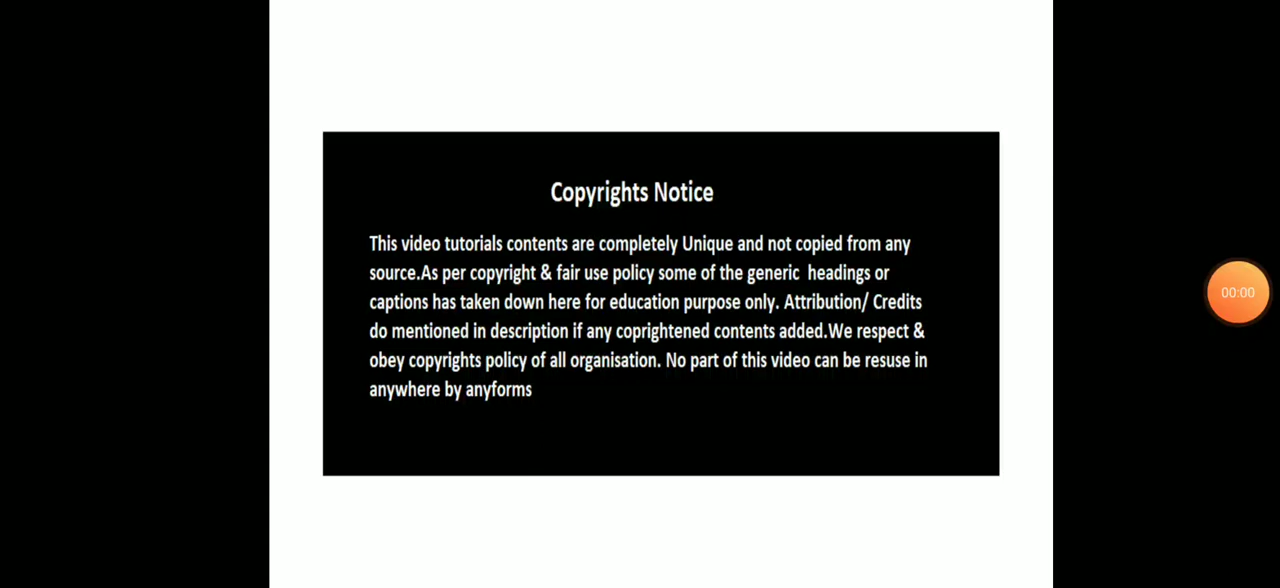 Copyrights Notice
This video tutorials contents are completely Unique and not copied from any
source.As per copyright & fair use policy some of the generic  headings or
captions has taken down here for education purpose only. Attribution/ Credits
do mentioned in description if any coprightened contents added.We respect &
obey copyrights policy of all organisation. No part of this video can be resuse in
anywhere by anyforms
00:00